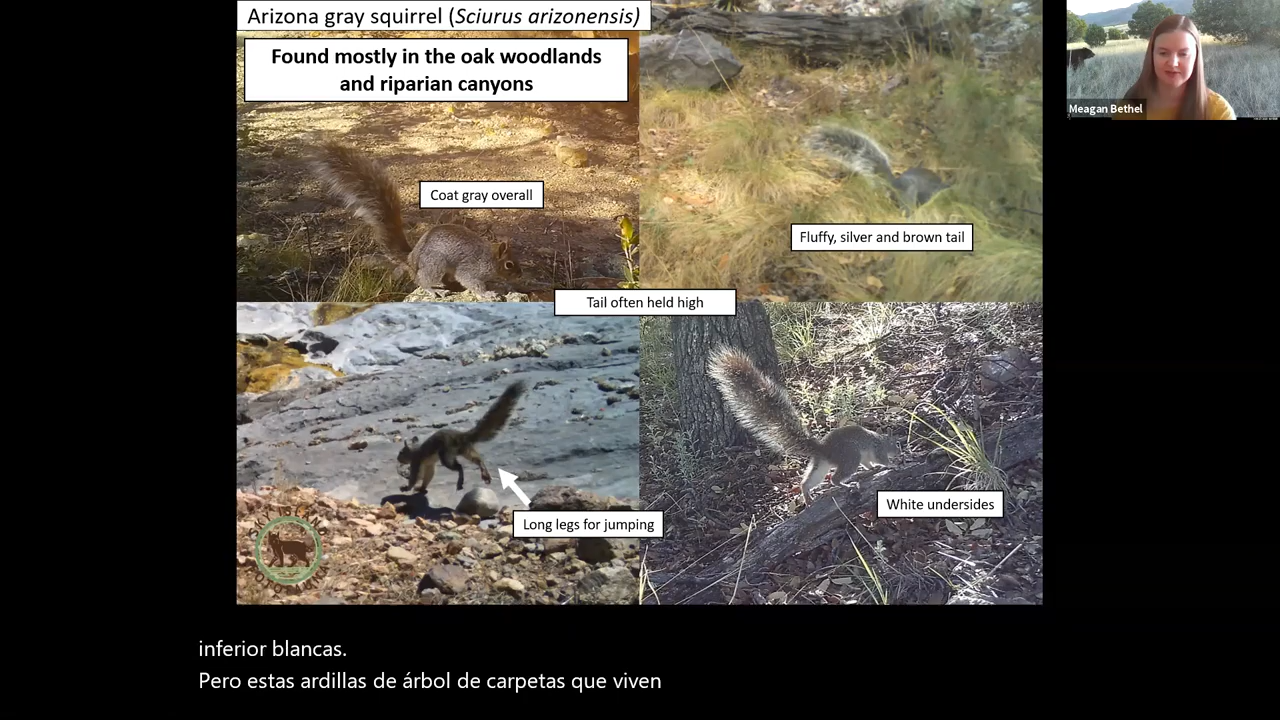 Arizona gray squirrel (Sciurus arizonensis)
Found mostly in the oak woodlands
and riparian canyons
Meagan Bethel
Coat gray overall
Fluffy, silver and brown tail
Tail often held high
Long legs for jumping
White undersides
inferior blancas.
Pero estas ardillas de árbol de carpetas que viven